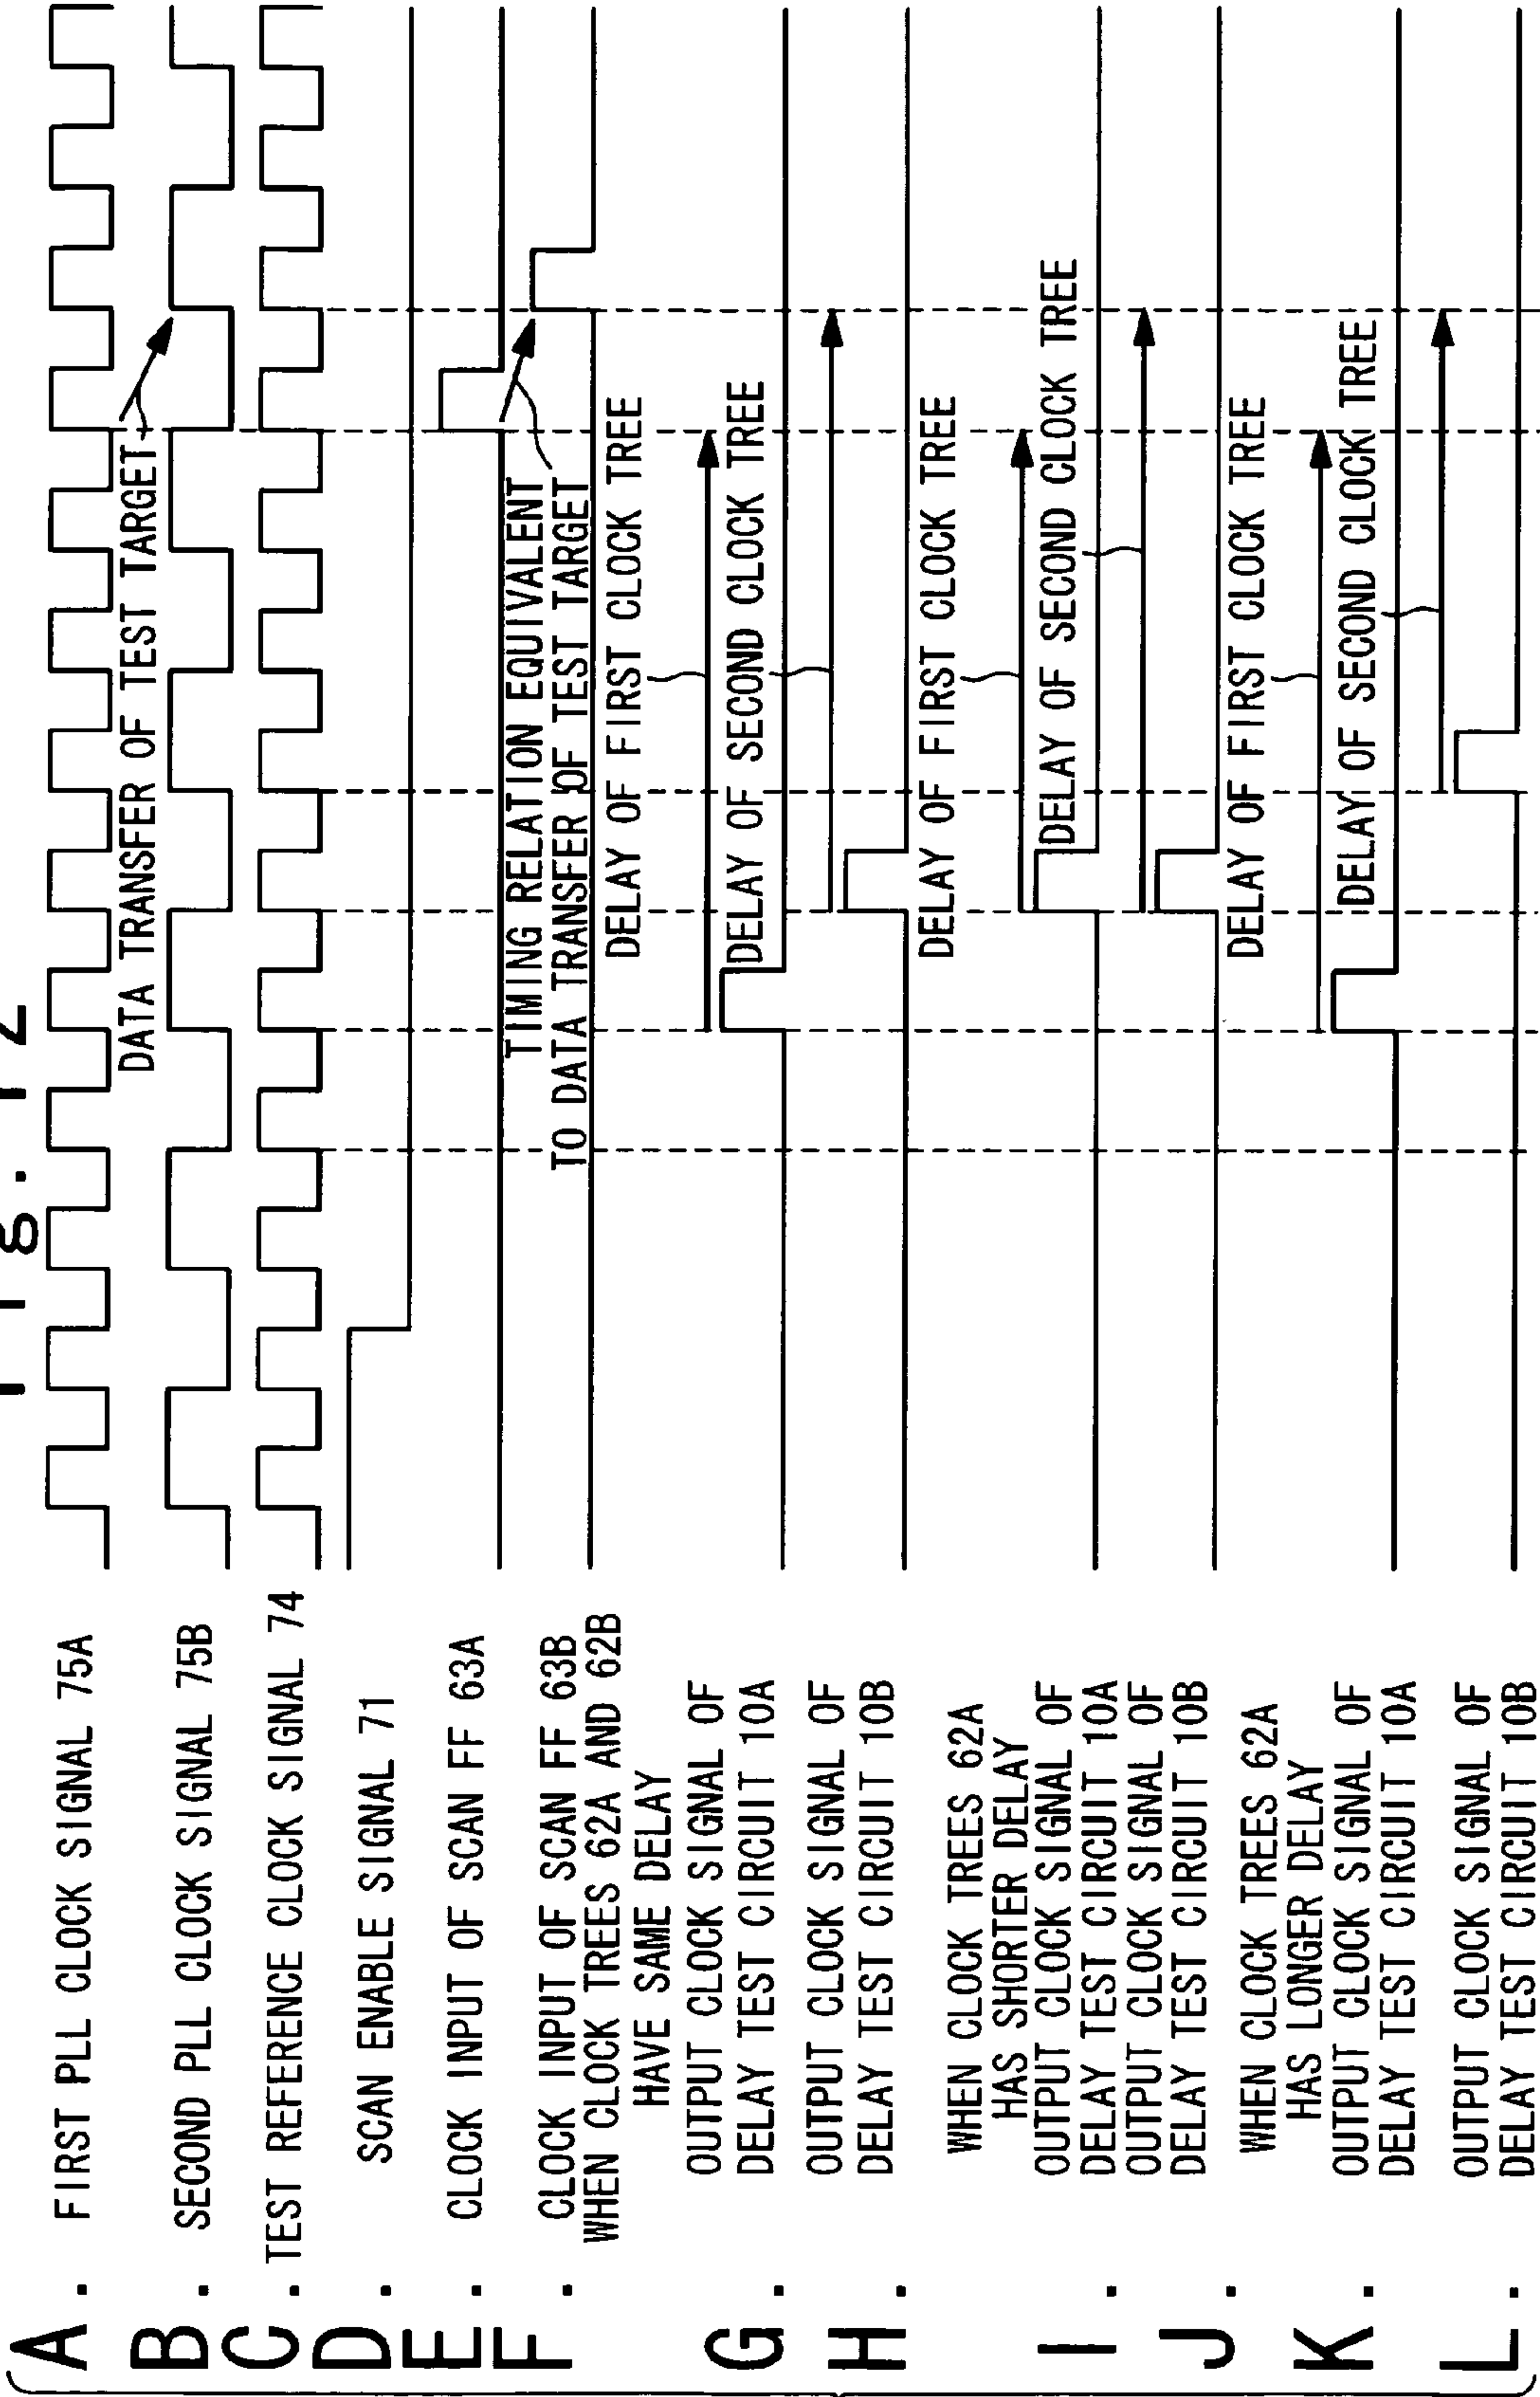 Fig. 12
A. FIRST PLL CLOCK SIGNAL 75A
DATA TRANSFER OF TEST TARGET
B. SECOND PLL CLOCK SIGNAL 75B
C. TEST REFERENCE CLOCK SIGNAL 74
D. SCAN ENABLE SIGNAL 71
E. CLOCK INPUT OF SCAN FF 63A
TIMING RELATION EQUIVALENT
TO DATA TRANSFER OF TEST TARGET
F. CLOCK INPUT OF SCAN FF 63B
WHEN CLOCK TREES 62A AND 62B
HAVE SAME DELAY
DELAY OF FIRST CLOCK TREE
G. OUTPUT CLOCK SIGNAL OF
DELAY TEST CIRCUIT 10A
DELAY OF SECOND CLOCK TREE
H. OUTPUT CLOCK SIGNAL OF
DELAY TEST CIRCUIT 10B
WHEN CLOCK TREES 62A
HAS SHORTER DELAY
DELAY OF FIRST CLOCK TREE
I. OUTPUT CLOCK SIGNAL OF
DELAY TEST CIRCUIT 10A
DELAY OF SECOND CLOCK TREE
J. OUTPUT CLOCK SIGNAL OF
DELAY TEST CIRCUIT 10B
WHEN CLOCK TREES 62A
HAS LONGER DELAY
DELAY OF FIRST CLOCK TREE
K. OUTPUT CLOCK SIGNAL OF
DELAY TEST CIRCUIT 10A
DELAY OF SECOND CLOCK TREE
L. OUTPUT CLOCK SIGNAL OF
DELAY TEST CIRCUIT 10B